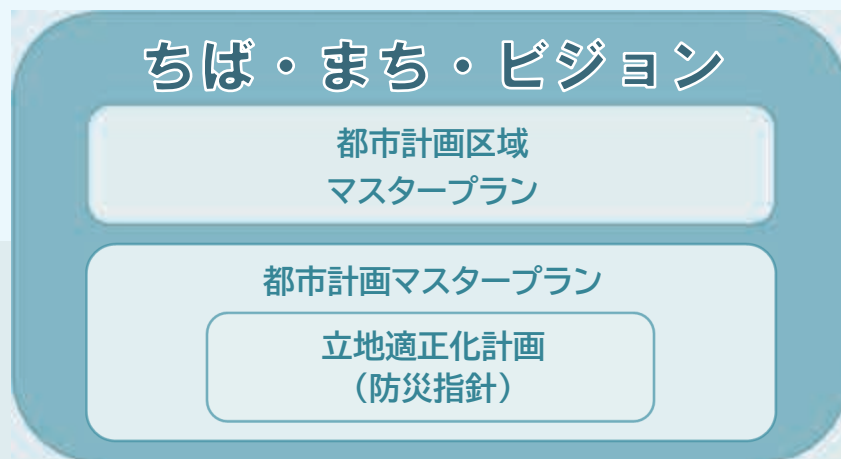 ちば・まち・ビジョン
都市計画区域
マスタープラン
都市計画マスタープラン
立地適正化計画
（防災指針）